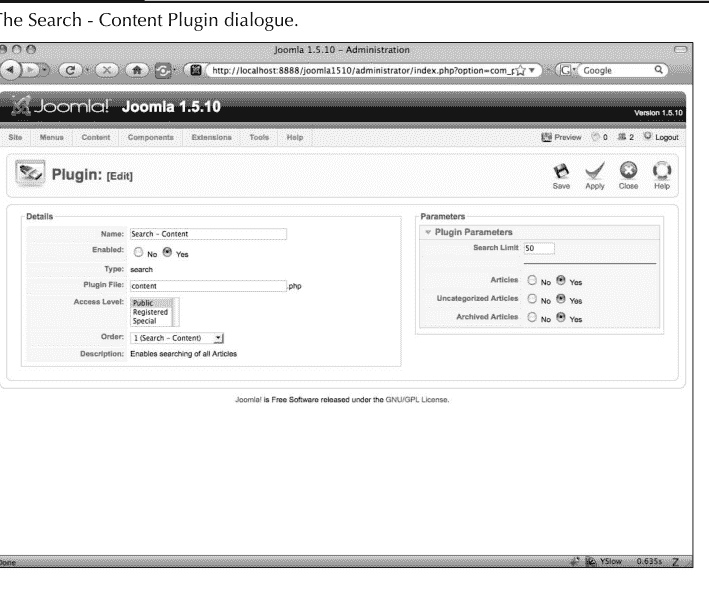 The Search - Content Plugin dialogue.
Joomla 1.5.10 – Administration
http://localhost:8888/joomla1510/administrator/index.php?option=com_p
Google
Joomla! Joomla 1.5.10
Version 1.5.10
Site Menus Content Components Extensions Tools Help Preview 0 2 Logout
Plugin: [Edit]
Save Apply Close Help
Details
Name: Search - Content
Enabled: No Yes
Type: search
Plugin File: content .php
Access Level: Public
Registered
Special
Order: 1 (Search - Content)
Description: Enables searching of all Articles
Parameters
Plugin Parameters
Search Limit 50
Articles No Yes
Uncategorized Articles No Yes
Archived Articles No Yes
Joomla! is Free Software released under the GNU/GPL License.
Done YSlow 0.635s